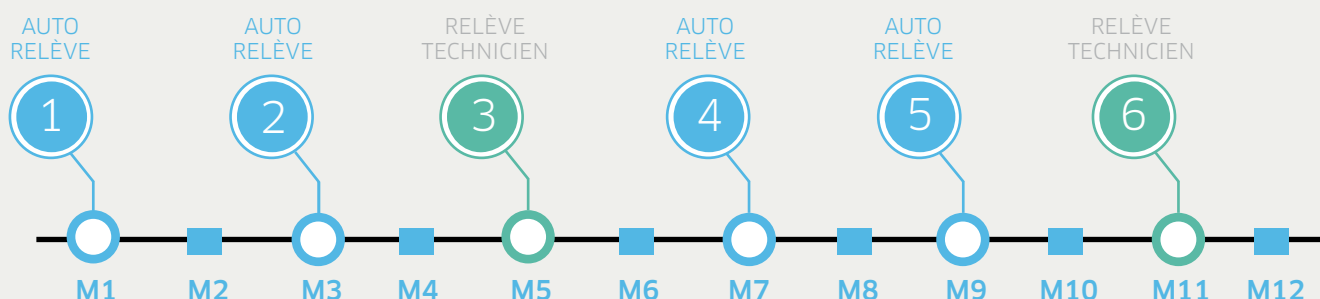 AUTO
RELÈVE
AUTO
RELÈVE
RELÈVE
TECHNICIEN
AUTO
RELÈVE
AUTO
RELÈVE
RELÈVE
TECHNICIEN
1
2
3
4
5
6
M1
M2
M3
M4
M5
M6
M7
M8
M9
M10
M11
M12